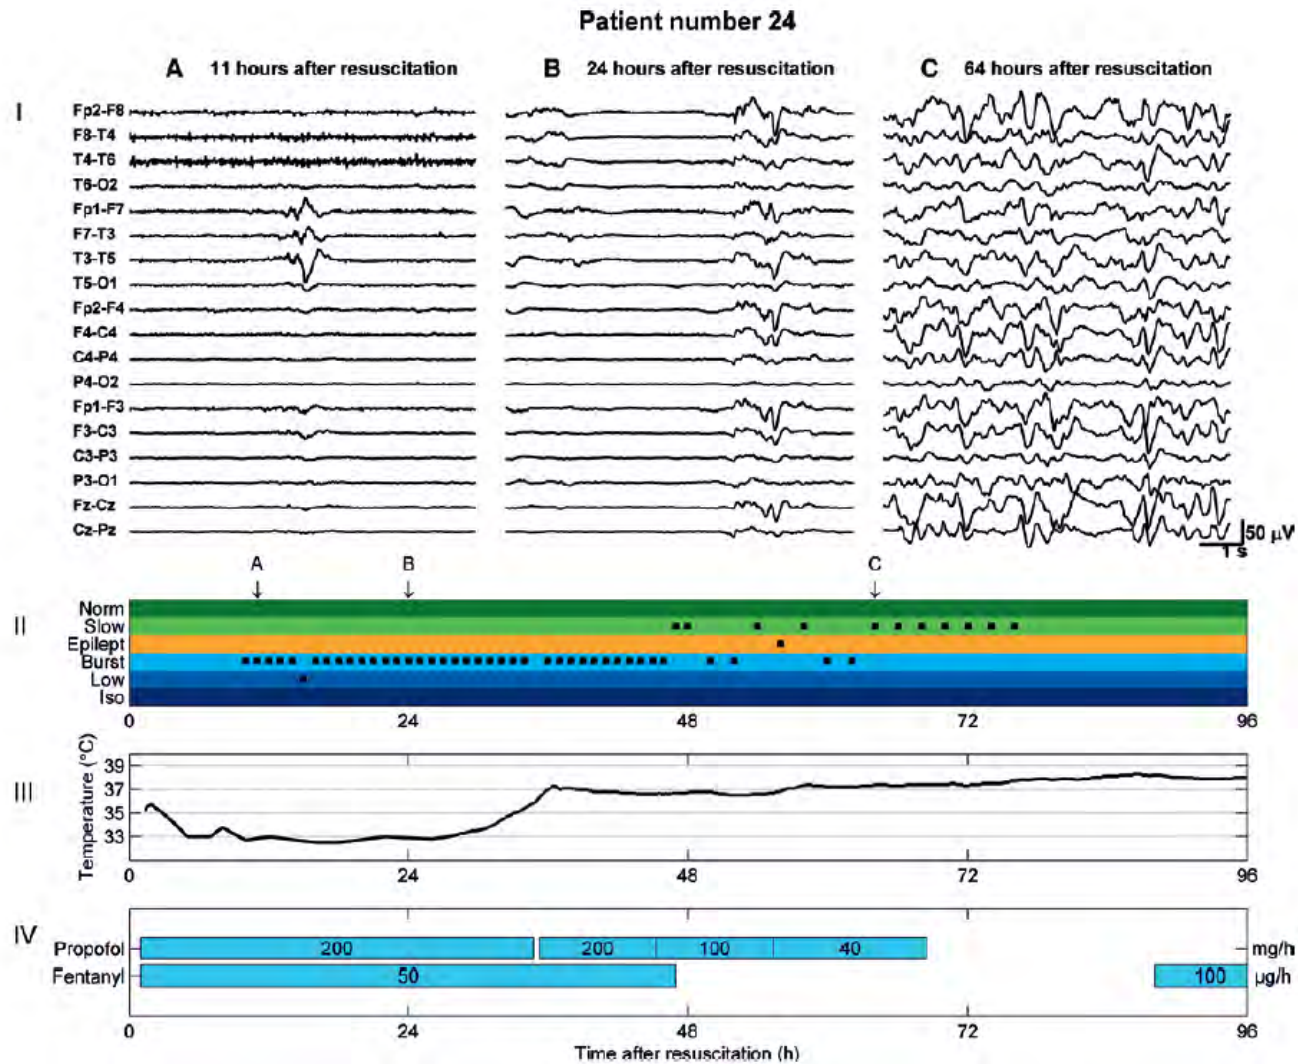 Patient number 24
A 11 hours after resuscitation B 24 hours after resuscitation C 64 hours after resuscitation
I
Fp2-F8
F8-T4
T4-T6
T6-O2
Fp1-F7
F7-T3
T3-T5
T5-O1
Fp2-F4
F4-C4
C4-P4
P4-O2
Fp1-F3
F3-C3
C3-P3
P3-O1
Fz-Cz
Cz-Pz
50 µV
1 s
A B C
II
Norm
Slow
Epilept
Burst
Low
Iso
0 24 48 72 96
III
Temperature (°C)
39
37
35
33
0 24 48 72 96
IV
Propofol 200 200 100 40 mg/h
Fentanyl 50 100 µg/h
0 24 48 72 96
Time after resuscitation (h)